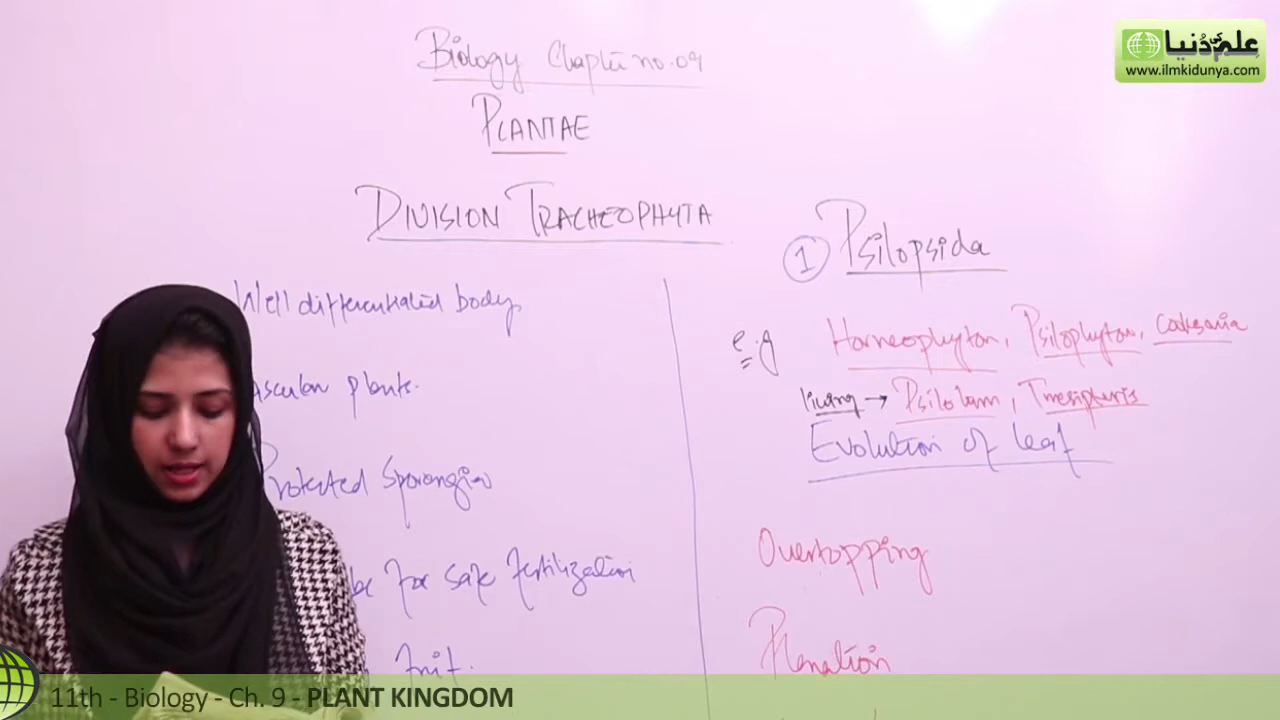 علم کی دُنیا
www.ilmkidunya.com
Biology Chapter no.09
PLANTAE
DIVISION TRACHEOPHYTA
Well differentiated body
ascular plants.
Protected Sporangia
be for safe fertilization
fruit.
1 Psilopsida
e.g Horneophyton, Psilophyton, Cooksonia
living → Psilotum, Tmesipteris
Evolution of leaf
Overtopping
Planation
11th - Biology - Ch. 9 - PLANT KINGDOM